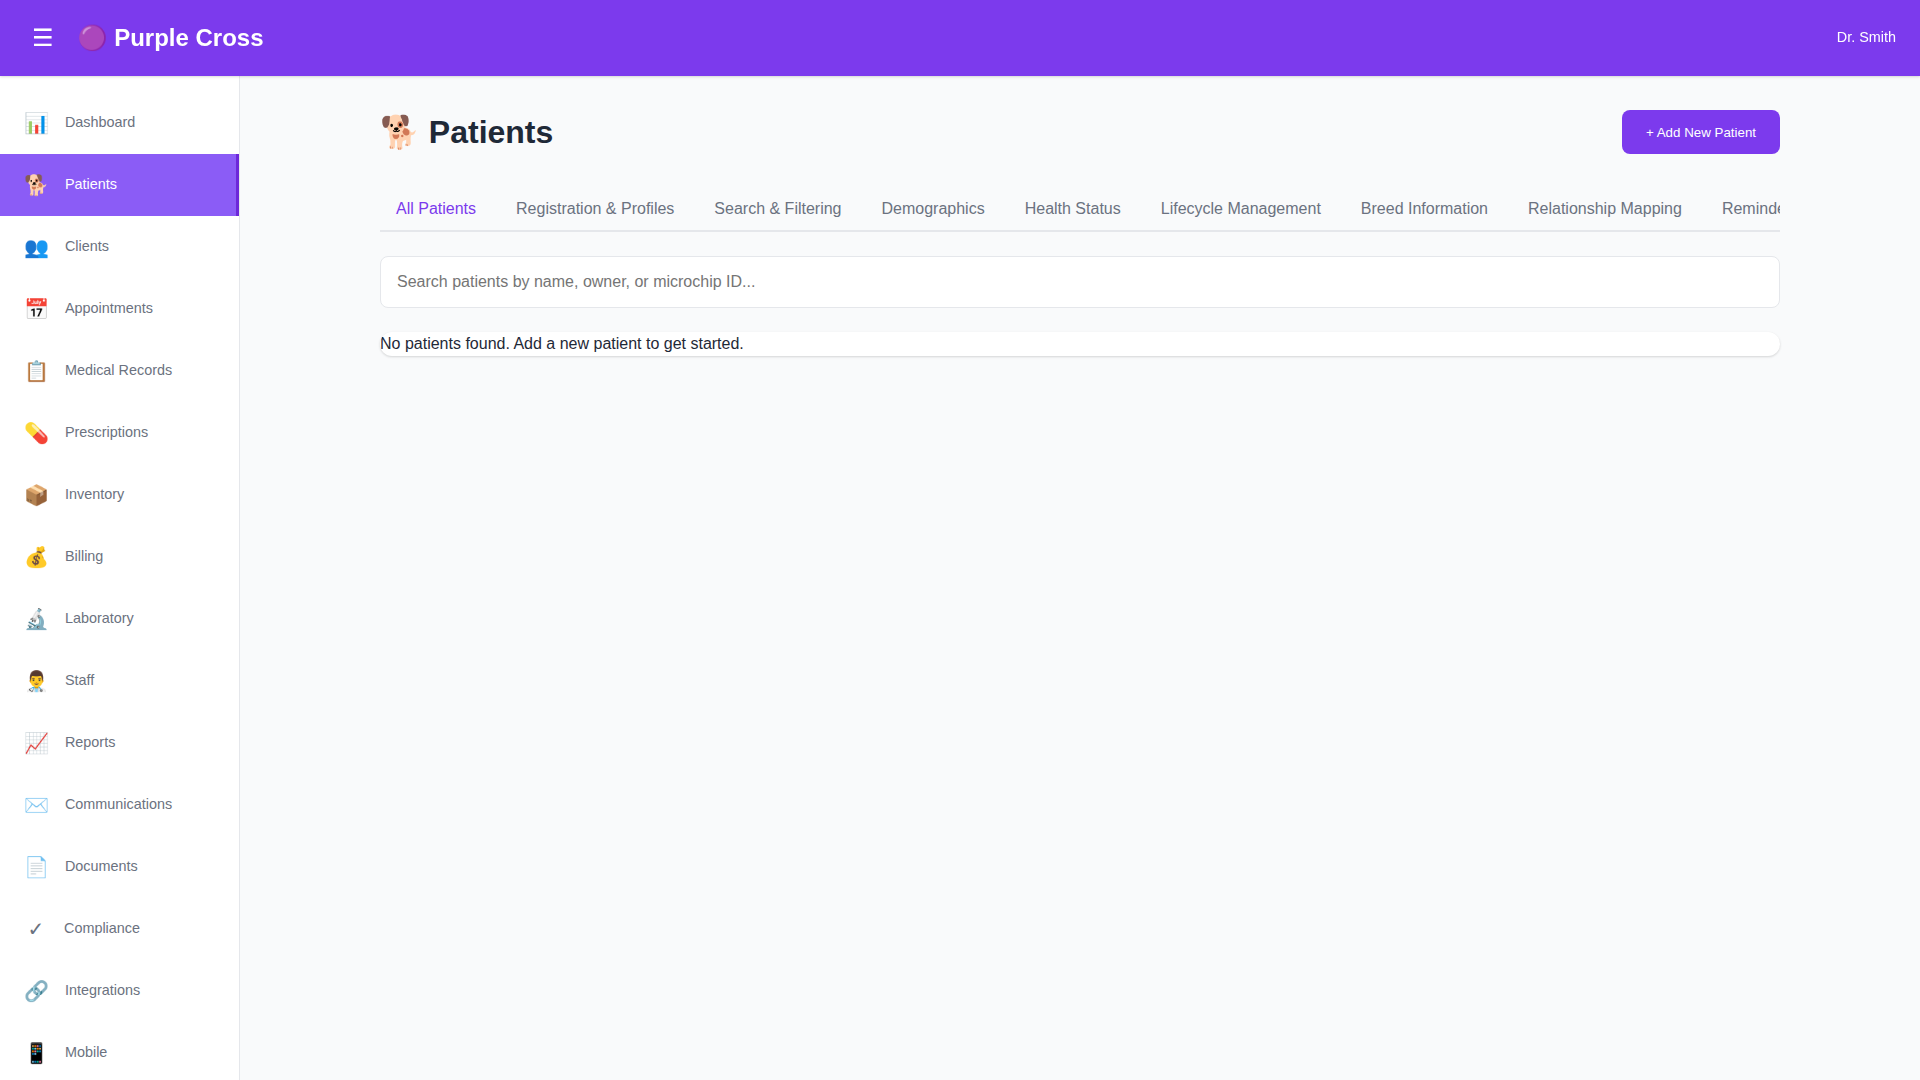 ☰ Purple Cross
Dr. Smith
Dashboard
Patients
Clients
Appointments
Medical Records
Prescriptions
Inventory
Billing
Laboratory
Staff
Reports
Communications
Documents
Compliance
Integrations
Mobile
Patients
+ Add New Patient
All Patients Registration & Profiles Search & Filtering Demographics Health Status Lifecycle Management Breed Information Relationship Mapping Reminde
Search patients by name, owner, or microchip ID...
No patients found. Add a new patient to get started.